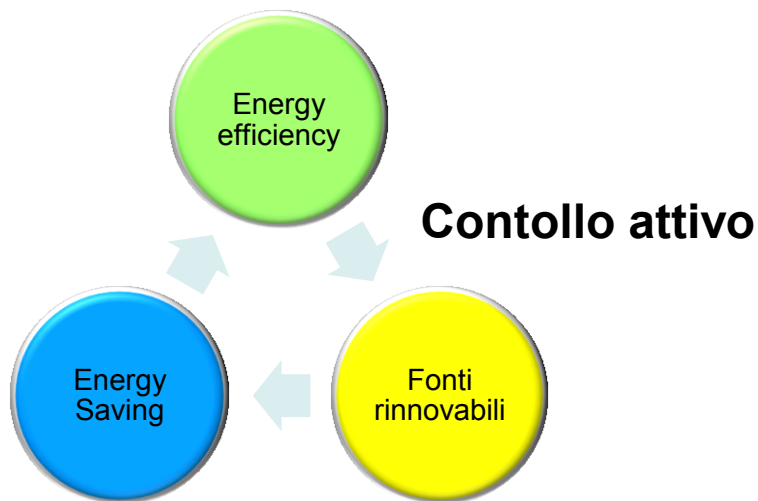 Energy
efficiency
Contollo attivo
Energy
Saving
Fonti
rinnovabili